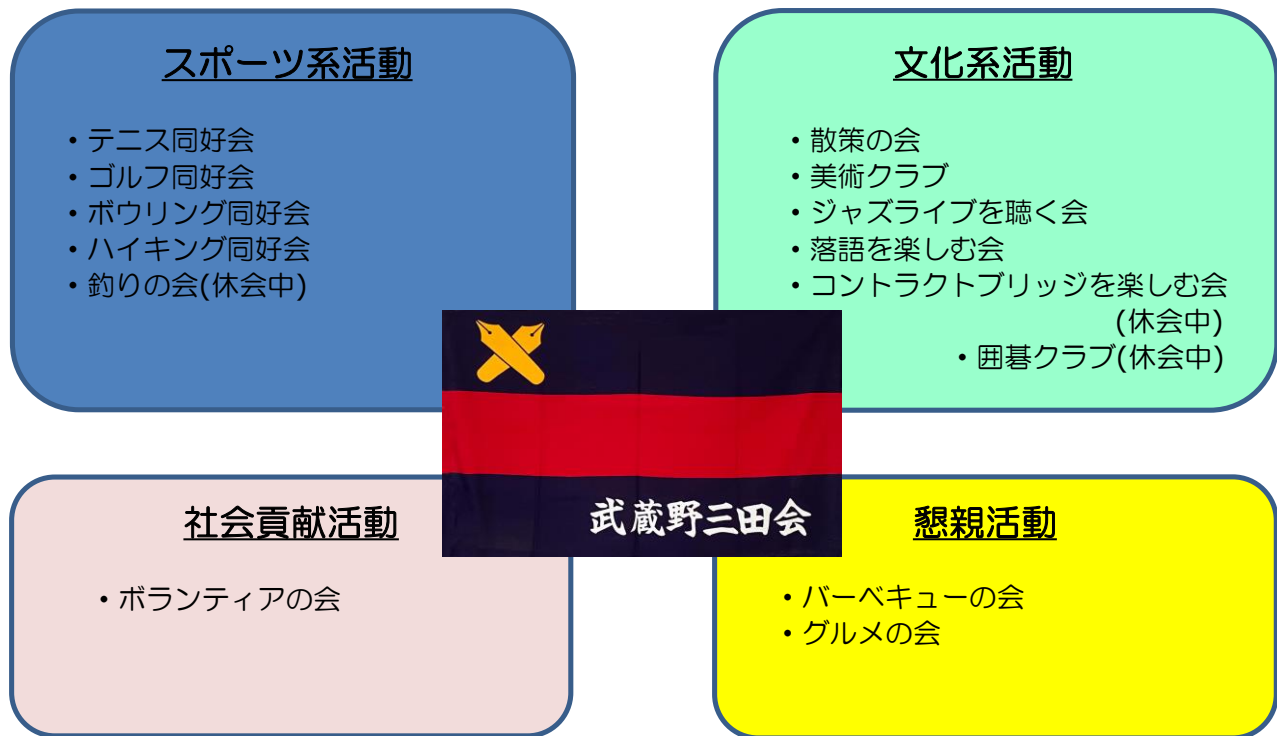 スポーツ系活動
・テニス同好会
・ゴルフ同好会
・ボウリング同好会
・ハイキング同好会
・釣りの会(休会中)
文化系活動
・散策の会
・美術クラブ
・ジャズライブを聴く会
・落語を楽しむ会
・コントラクトブリッジを楽しむ会
(休会中)
・囲碁クラブ(休会中)
武蔵野三田会
社会貢献活動
・ボランティアの会
懇親活動
・バーベキューの会
・グルメの会